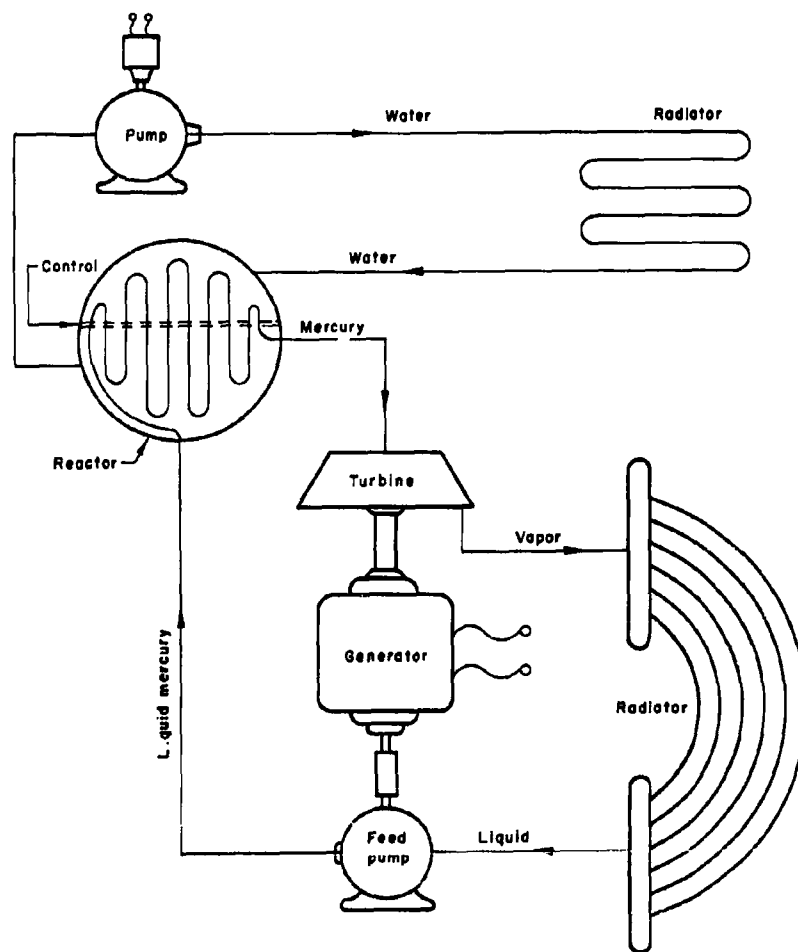 Pump
Water
Radiator
Control
Water
Mercury
Reactor
Turbine
Vapor
Generator
L.quid mercury
Radiator
Feed
pump
Liquid